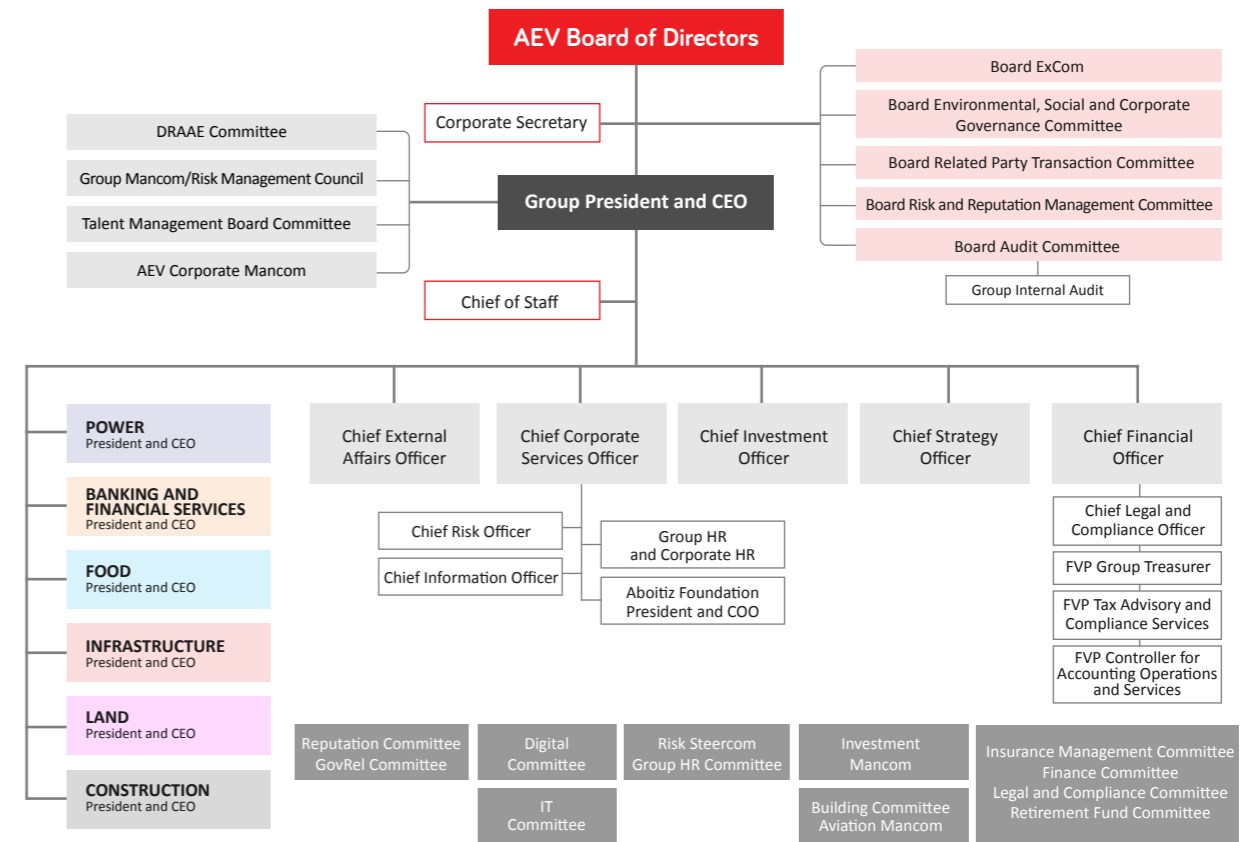 AEV Board of Directors
Corporate Secretary
Board ExCom
Board Environmental, Social and Corporate
Governance Committee
Board Related Party Transaction Committee
Board Risk and Reputation Management Committee
Board Audit Committee
Group Internal Audit
DRAAE Committee
Group Mancom/Risk Management Council
Talent Management Board Committee
AEV Corporate Mancom
Group President and CEO
Chief of Staff
POWER
President and CEO
BANKING AND
FINANCIAL SERVICES
President and CEO
FOOD
President and CEO
INFRASTRUCTURE
President and CEO
LAND
President and CEO
CONSTRUCTION
President and CEO
Chief External
Affairs Officer
Chief Corporate
Services Officer
Chief Investment
Officer
Chief Strategy
Officer
Chief Financial
Officer
Chief Risk Officer
Chief Information Officer
Group HR
and Corporate HR
Aboitiz Foundation
President and COO
Chief Legal and
Compliance Officer
FVP Group Treasurer
FVP Tax Advisory and
Compliance Services
FVP Controller for
Accounting Operations
and Services
Reputation Committee
GovRel Committee
Digital
Committee
IT
Committee
Risk Steercom
Group HR Committee
Investment
Mancom
Building Committee
Aviation Mancom
Insurance Management Committee
Finance Committee
Legal and Compliance Committee
Retirement Fund Committee